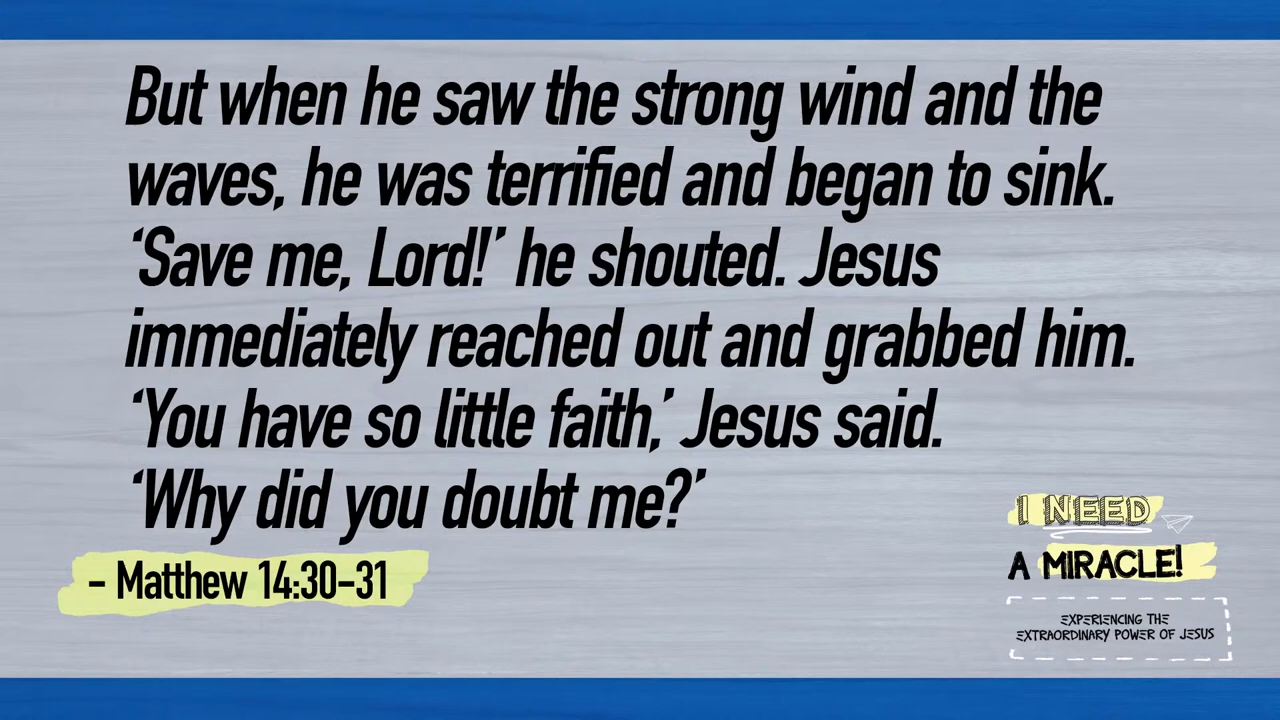 But when he saw the strong wind and the
waves, he was terrified and began to sink.
‘Save me, Lord!’ he shouted. Jesus
immediately reached out and grabbed him.
‘You have so little faith,’ Jesus said.
‘Why did you doubt me?’
– Matthew 14:30–31
I NEED
A MIRACLE!
EXPERIENCING THE
EXTRAORDINARY POWER OF JESUS